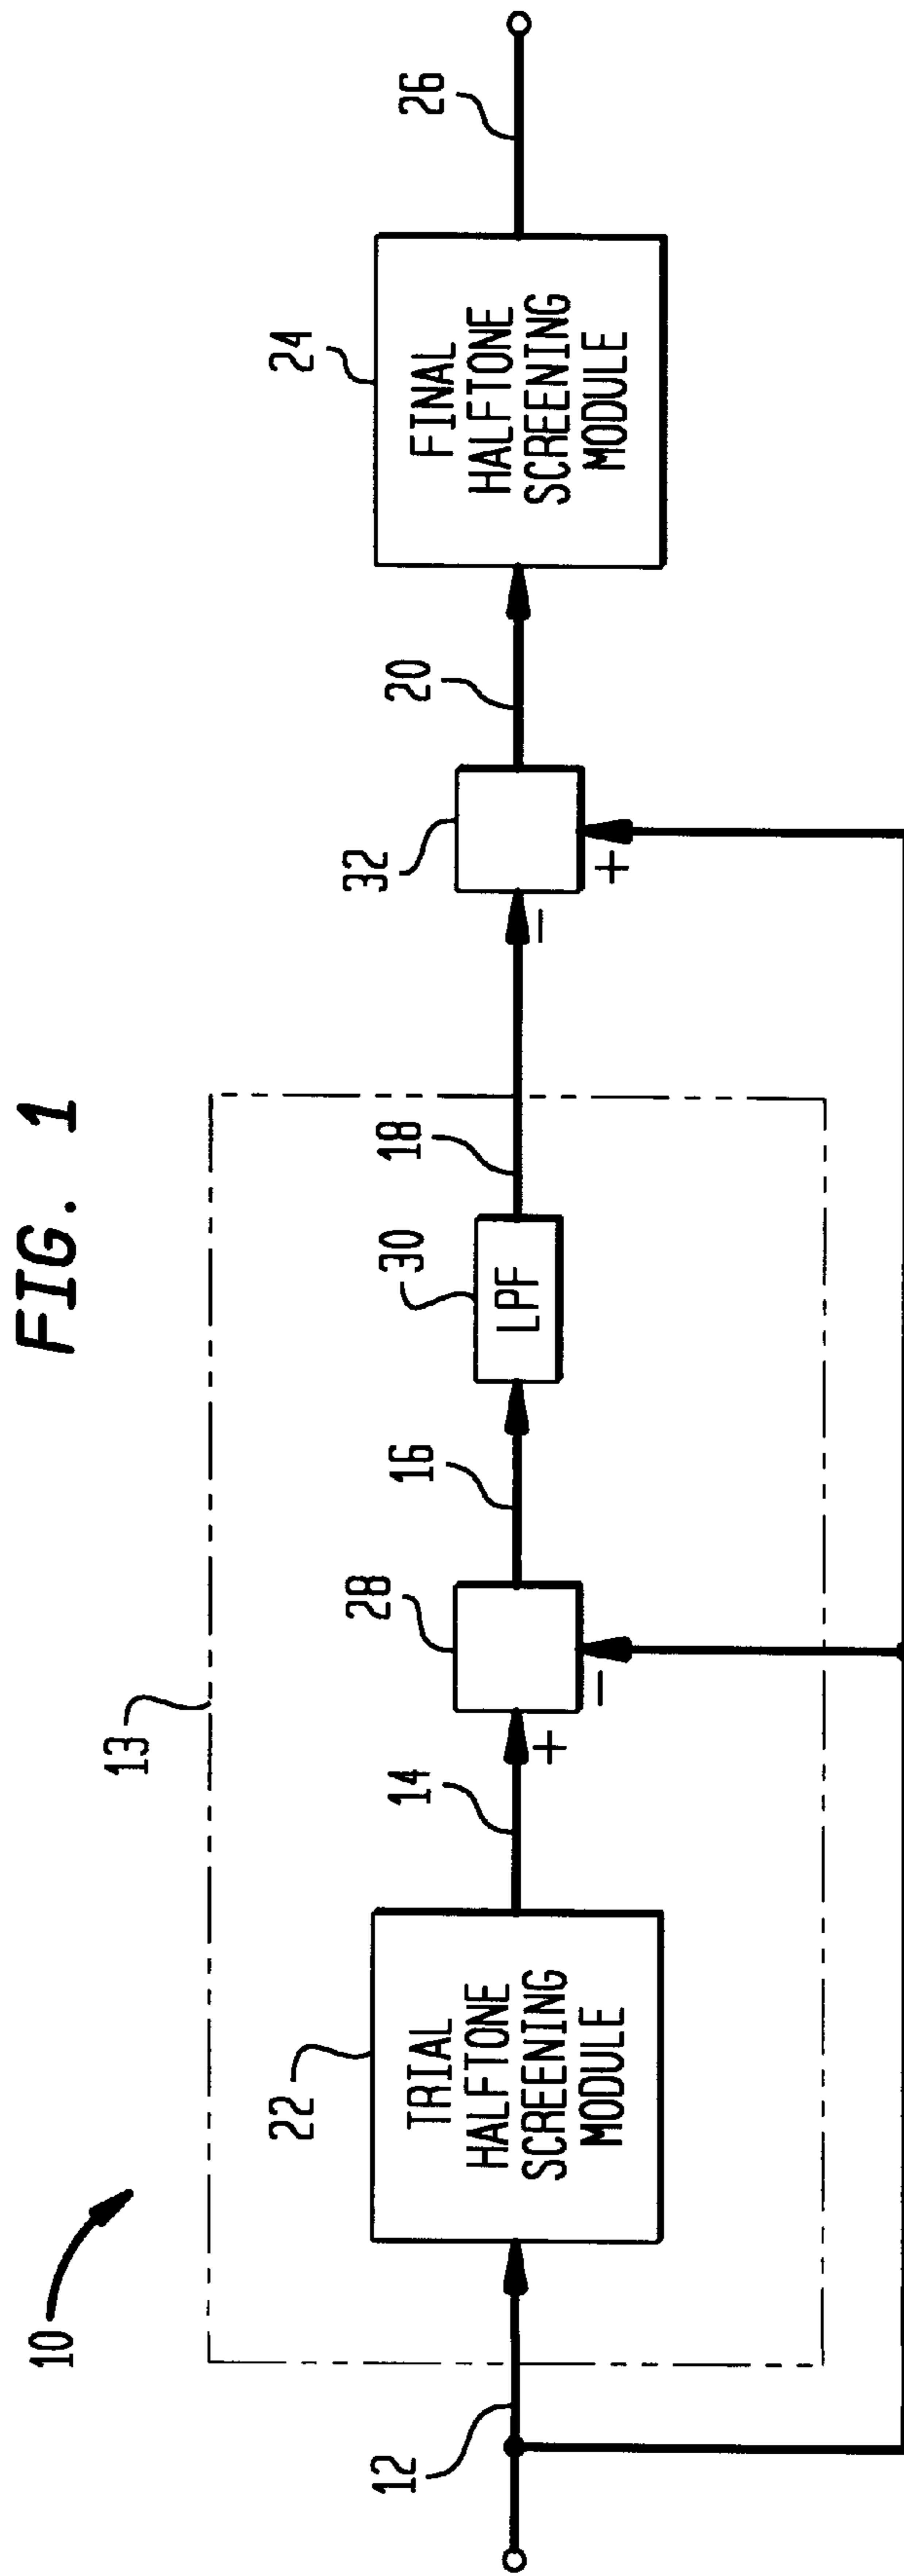 FIG. 1
10
13
12
22
TRIAL
HALFTONE
SCREENING
MODULE
14
+
28
−
16
30
LPF
18
32
−
+
20
24
FINAL
HALFTONE
SCREENING
MODULE
26